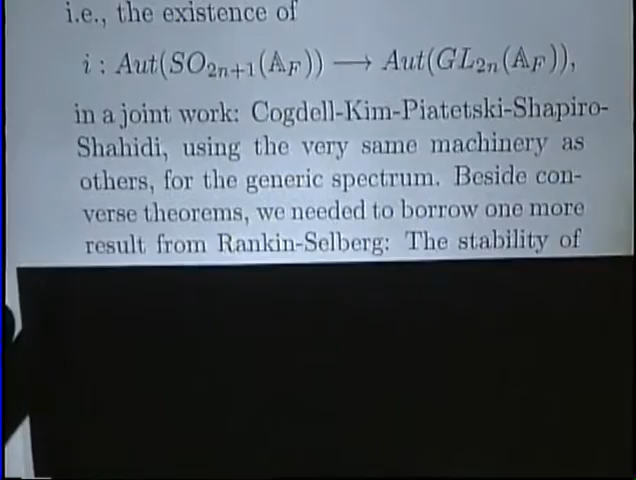 i.e., the existence of
i : Aut(SO₂ₙ₊₁(𝔸_F)) ⟶ Aut(GL₂ₙ(𝔸_F)),
in a joint work: Cogdell-Kim-Piatetski-Shapiro-
Shahidi, using the very same machinery as
others, for the generic spectrum. Beside con-
verse theorems, we needed to borrow one more
result from Rankin-Selberg: The stability of